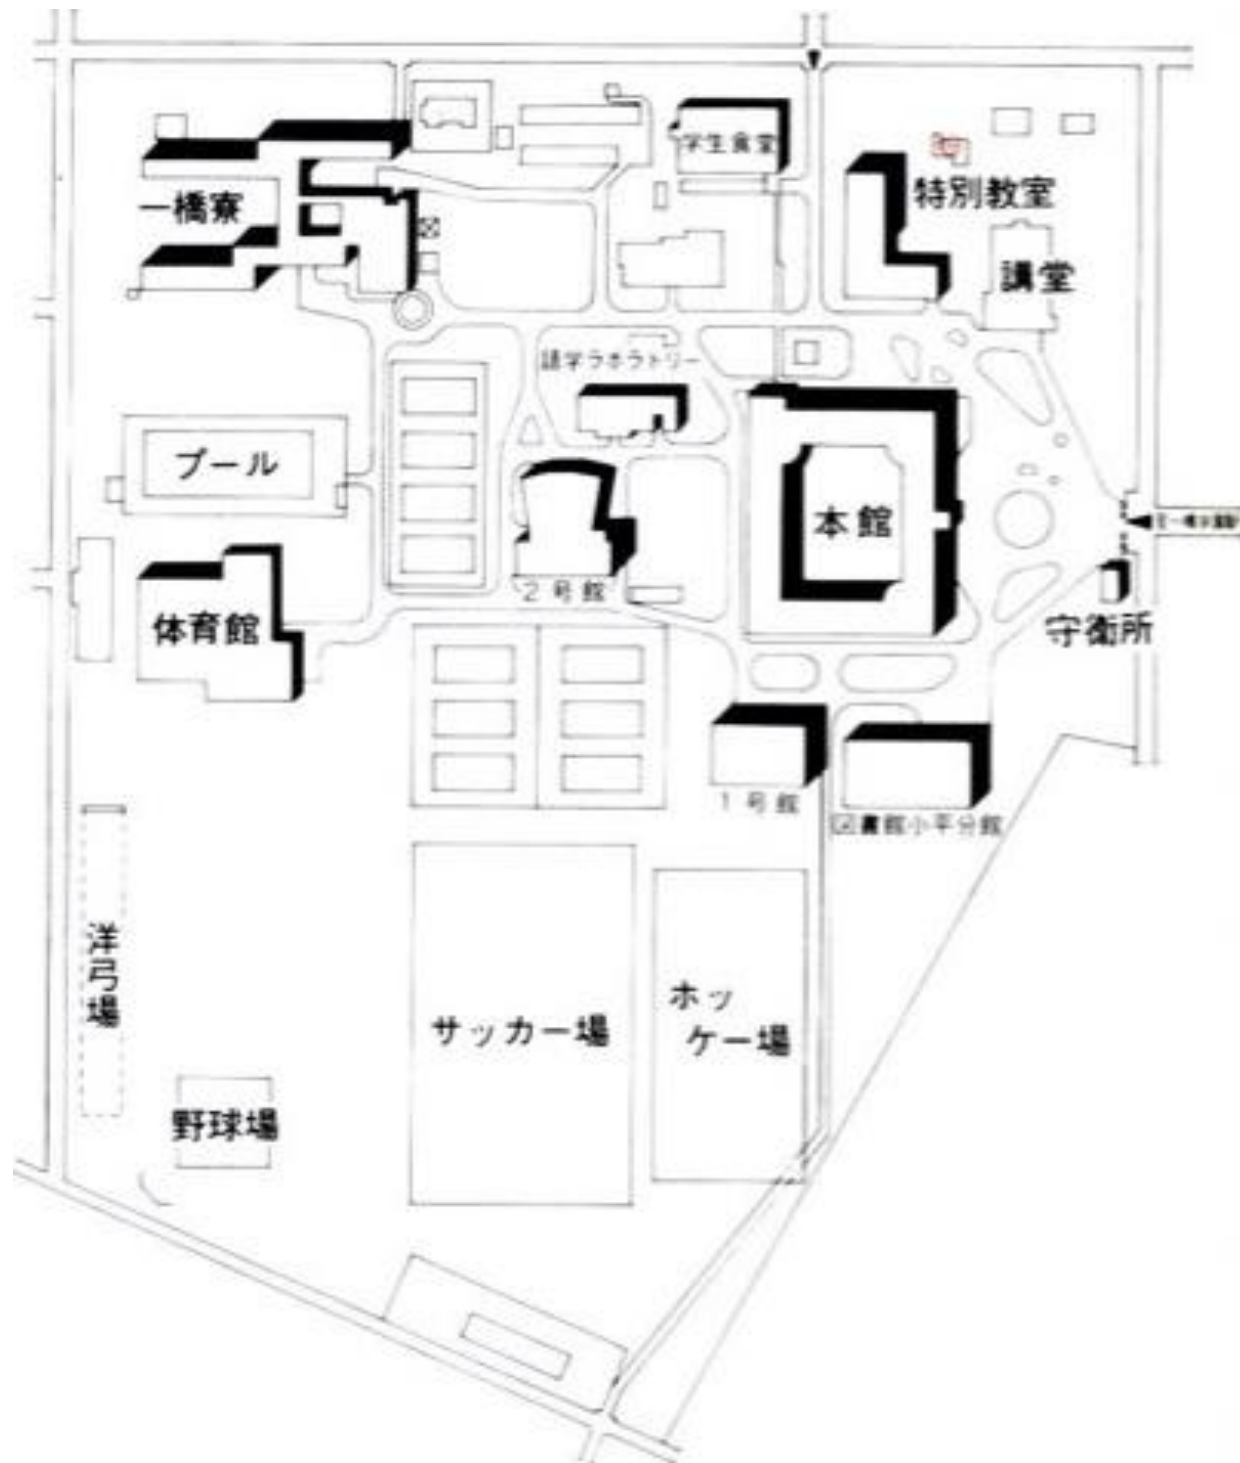 学生食堂
特別教室
一橋寮
講堂
語学ラボラトリー
プール
本館
2号館
体育館
守衛所
1号館
図書館小平分館
洋弓場
ホッ
ケー場
サッカー場
野球場